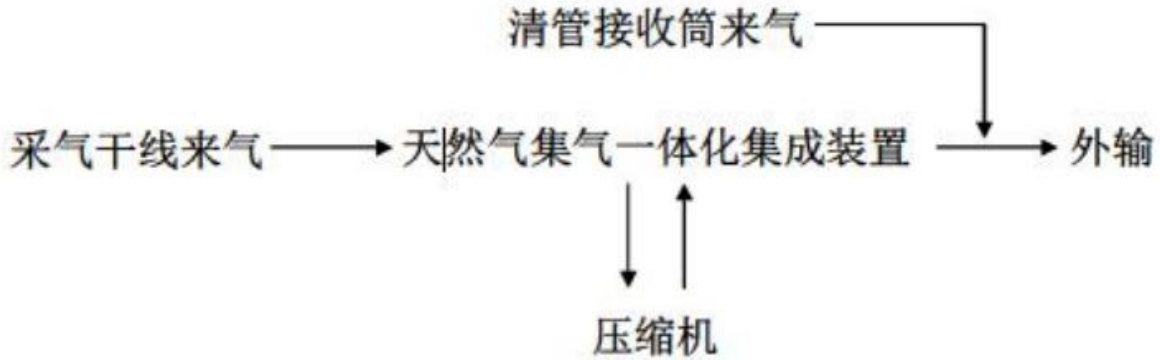 清管接收筒来气
采气干线来气
天然气集气一体化集成装置
外输
压缩机